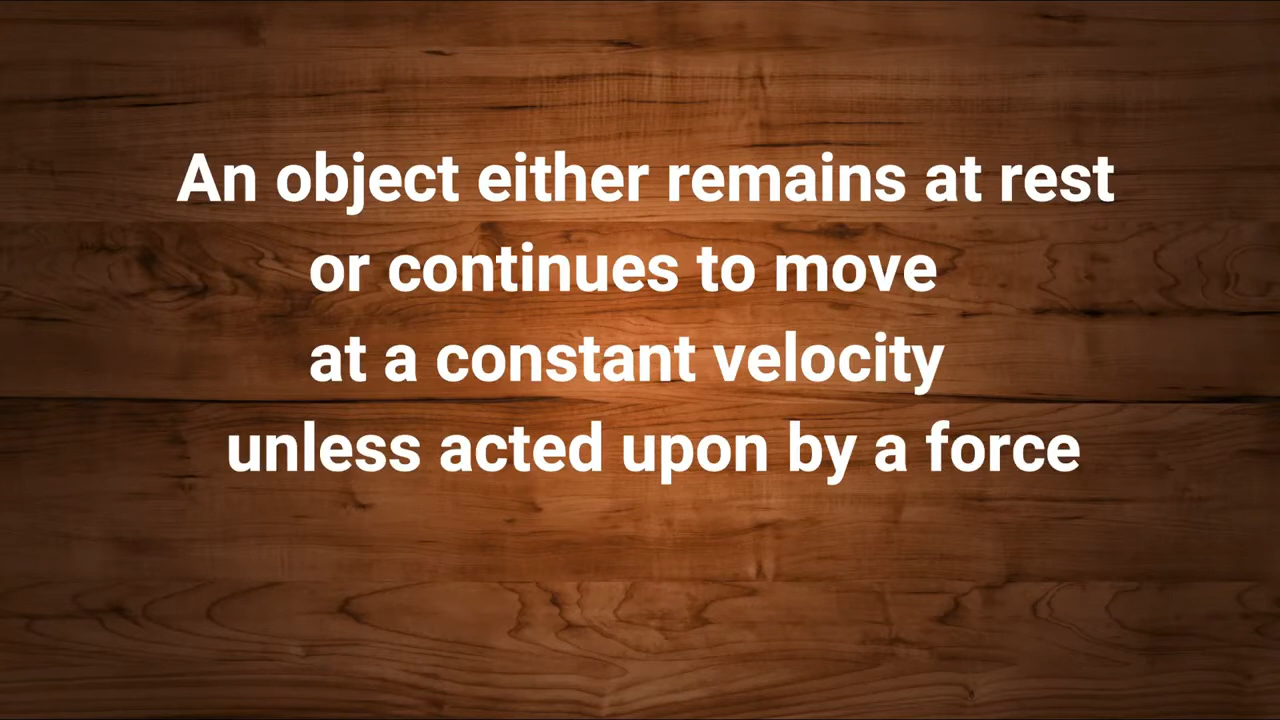 An object either remains at rest
or continues to move
at a constant velocity
unless acted upon by a force